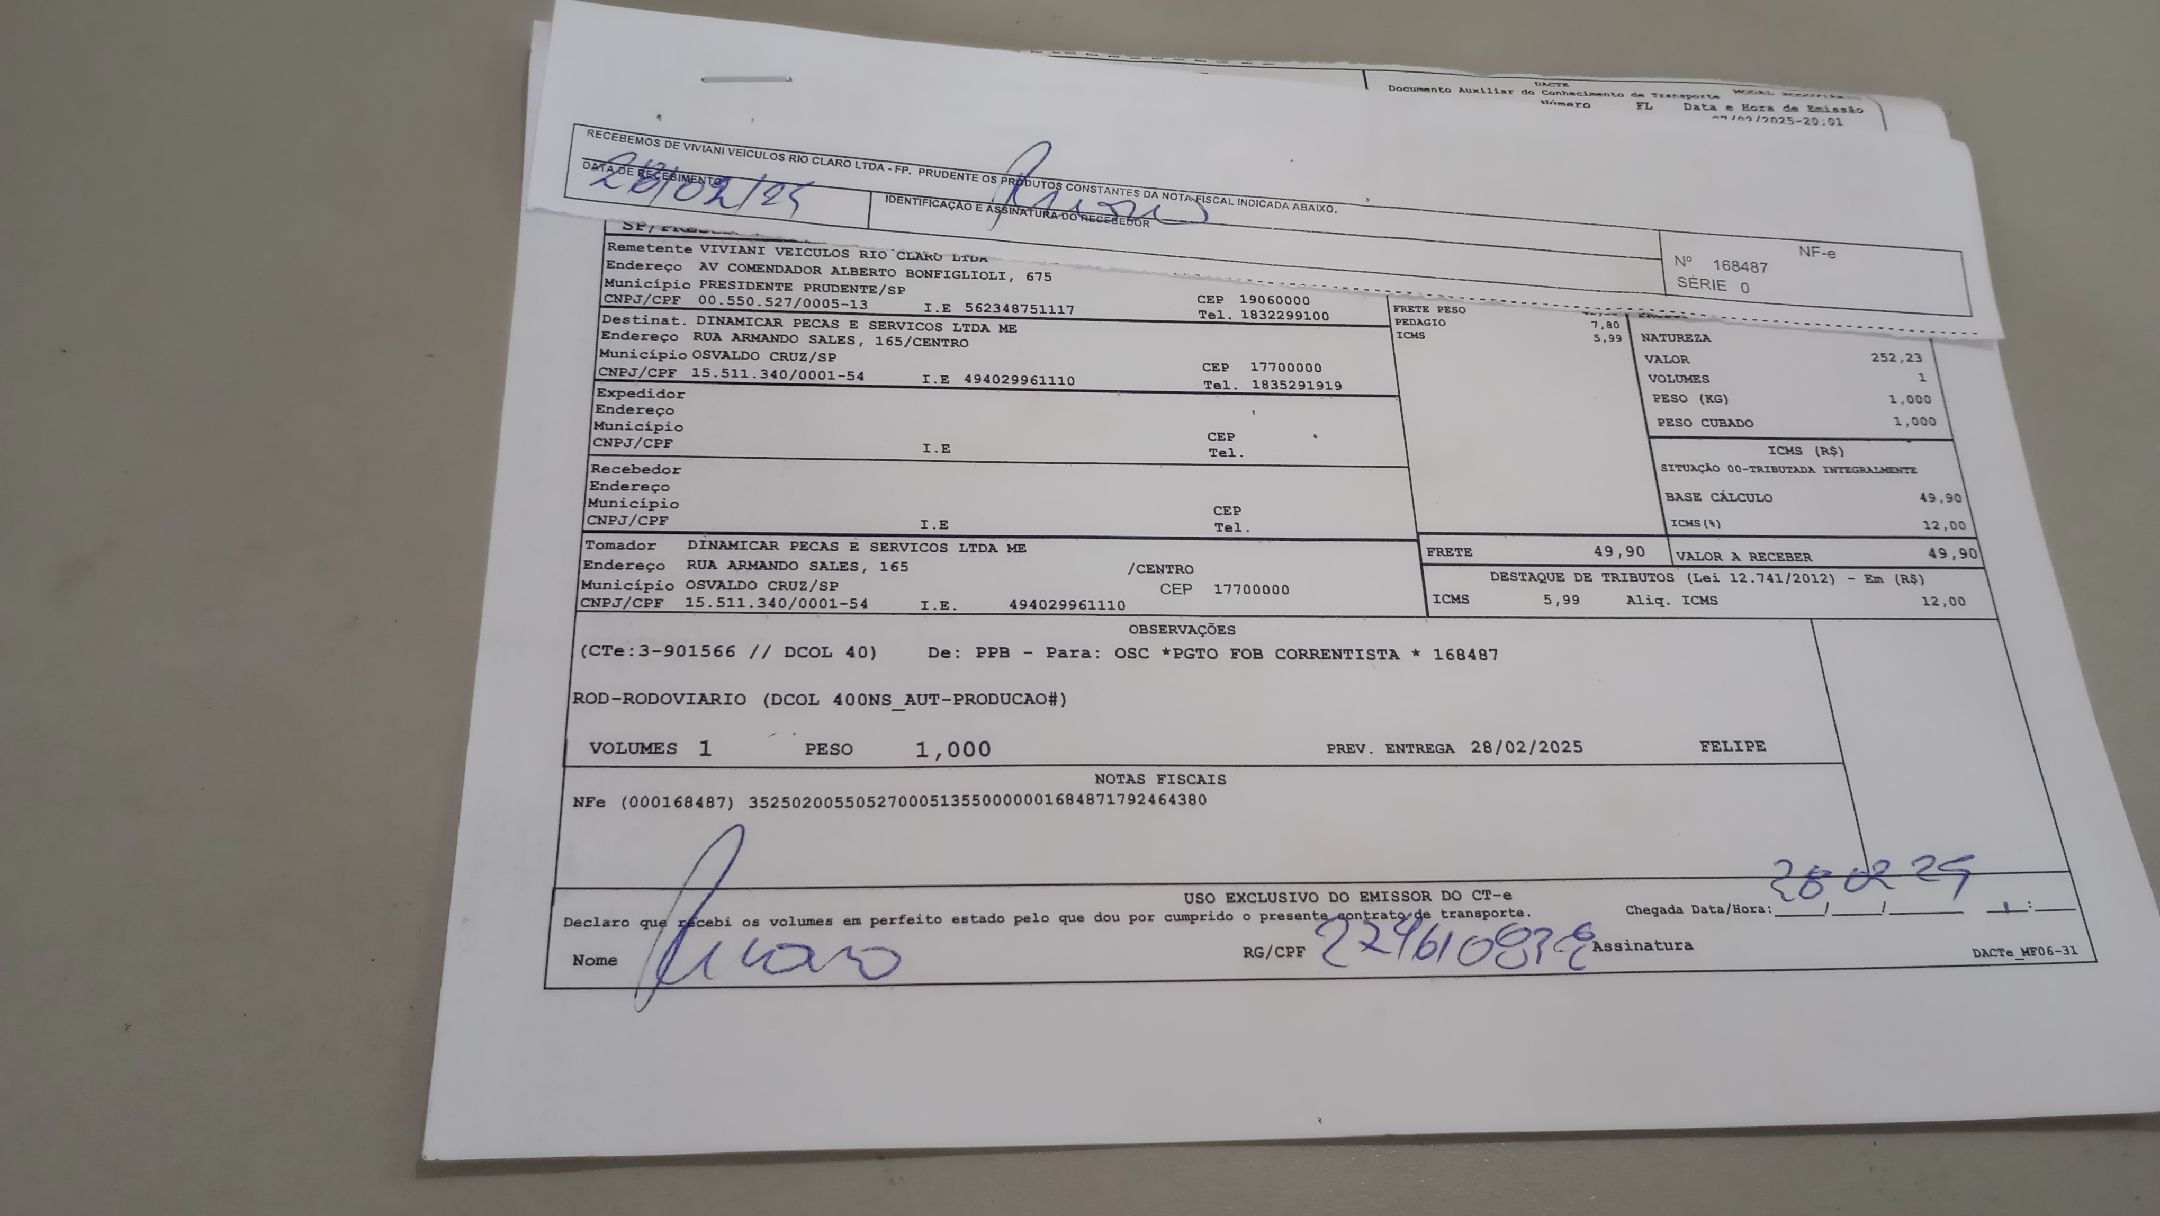 DACTE
Documento Auxiliar do Conhecimento de Transporte
Número FL Data e Hora de Emissão
/2025-20:01
RECEBEMOS DE VIVIANI VEICULOS RIO CLARO LTDA - FP. PRUDENTE OS PRODUTOS CONSTANTES DA NOTA FISCAL INDICADA ABAIXO.
DATA DE RECEBIMENTO
28/02/25
IDENTIFICAÇÃO E ASSINATURA DO RECEBEDOR
NF-e
Nº 168487
SÉRIE 0
Remetente VIVIANI VEICULOS RIO CLARO LTDA
Endereço AV COMENDADOR ALBERTO BONFIGLIOLI, 675
Município PRESIDENTE PRUDENTE/SP CEP 19060000
CNPJ/CPF 00.550.527/0005-13 I.E 562348751117 Tel. 1832299100
Destinat. DINAMICAR PECAS E SERVICOS LTDA ME
Endereço RUA ARMANDO SALES, 165/CENTRO
Município OSVALDO CRUZ/SP CEP 17700000
CNPJ/CPF 15.511.340/0001-54 I.E 494029961110 Tel. 1835291919
Expedidor
Endereço
Município CEP
CNPJ/CPF I.E Tel.
Recebedor
Endereço
Município CEP
CNPJ/CPF I.E Tel.
Tomador DINAMICAR PECAS E SERVICOS LTDA ME
Endereço RUA ARMANDO SALES, 165 /CENTRO
Município OSVALDO CRUZ/SP CEP 17700000
CNPJ/CPF 15.511.340/0001-54 I.E. 494029961110
FRETE PESO
PEDAGIO 7,80
ICMS 5,99
NATUREZA
VALOR 252,23
VOLUMES 1
PESO (KG) 1,000
PESO CUBADO 1,000
ICMS (R$)
SITUAÇÃO 00-TRIBUTADA INTEGRALMENTE
BASE CÁLCULO 49,90
ICMS(%) 12,00
FRETE 49,90 VALOR A RECEBER 49,90
DESTAQUE DE TRIBUTOS (Lei 12.741/2012) - Em (R$)
ICMS 5,99 Aliq. ICMS 12,00
OBSERVAÇÕES
(CTe:3-901566 // DCOL 40) De: PPB - Para: OSC *PGTO FOB CORRENTISTA * 168487
ROD-RODOVIARIO (DCOL 400NS_AUT-PRODUCAO#)
VOLUMES 1 PESO 1,000 PREV. ENTREGA 28/02/2025 FELIPE
NOTAS FISCAIS
NFe (000168487) 35250200550527000513550000001684871792464380
USO EXCLUSIVO DO EMISSOR DO CT-e
Declaro que recebi os volumes em perfeito estado pelo que dou por cumprido o presente contrato de transporte.
Chegada Data/Hora: 28 02 25
Nome RG/CPF Assinatura
DACTe_MF06-31